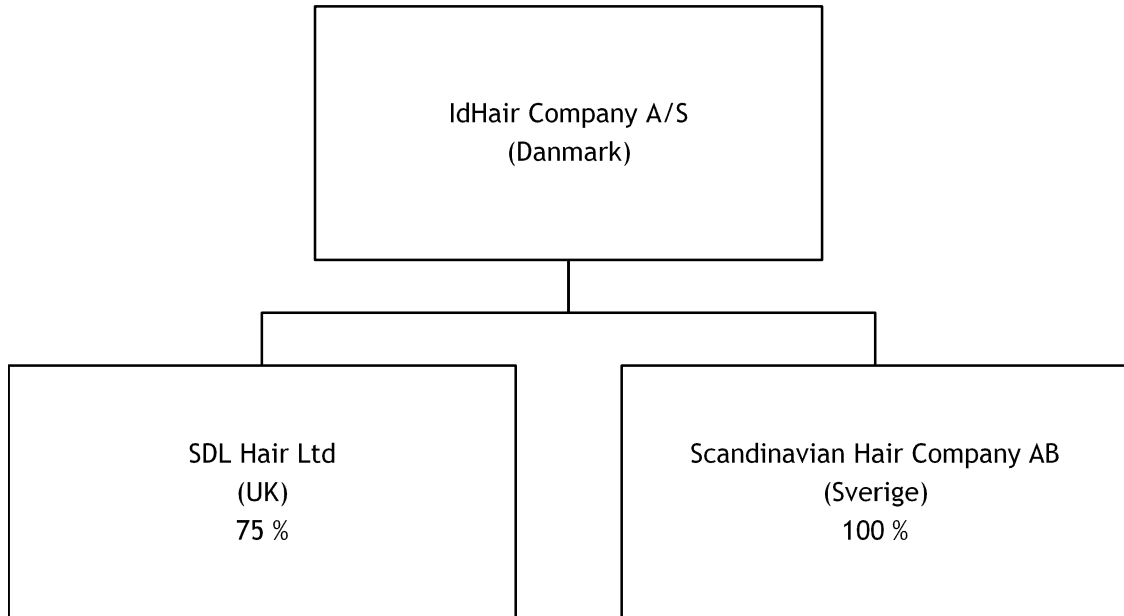 IdHair Company A/S
(Danmark)
SDL Hair Ltd
(UK)
75 %
Scandinavian Hair Company AB
(Sverige)
100 %